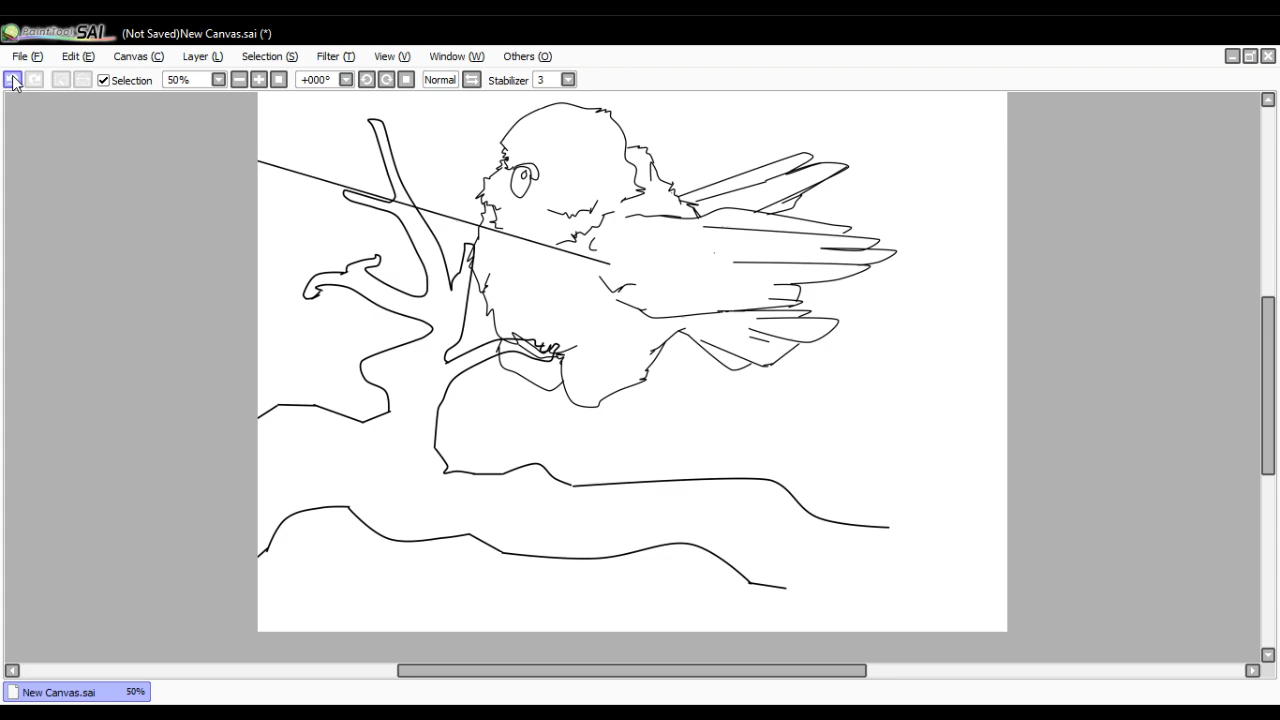 PaintTool SAI (Not Saved)New Canvas.sai (*)
File (F) Edit (E) Canvas (C) Layer (L) Selection (S) Filter (T) View (V) Window (W) Others (O)
Selection 50% +000° Normal Stabilizer 3
New Canvas.sai 50%